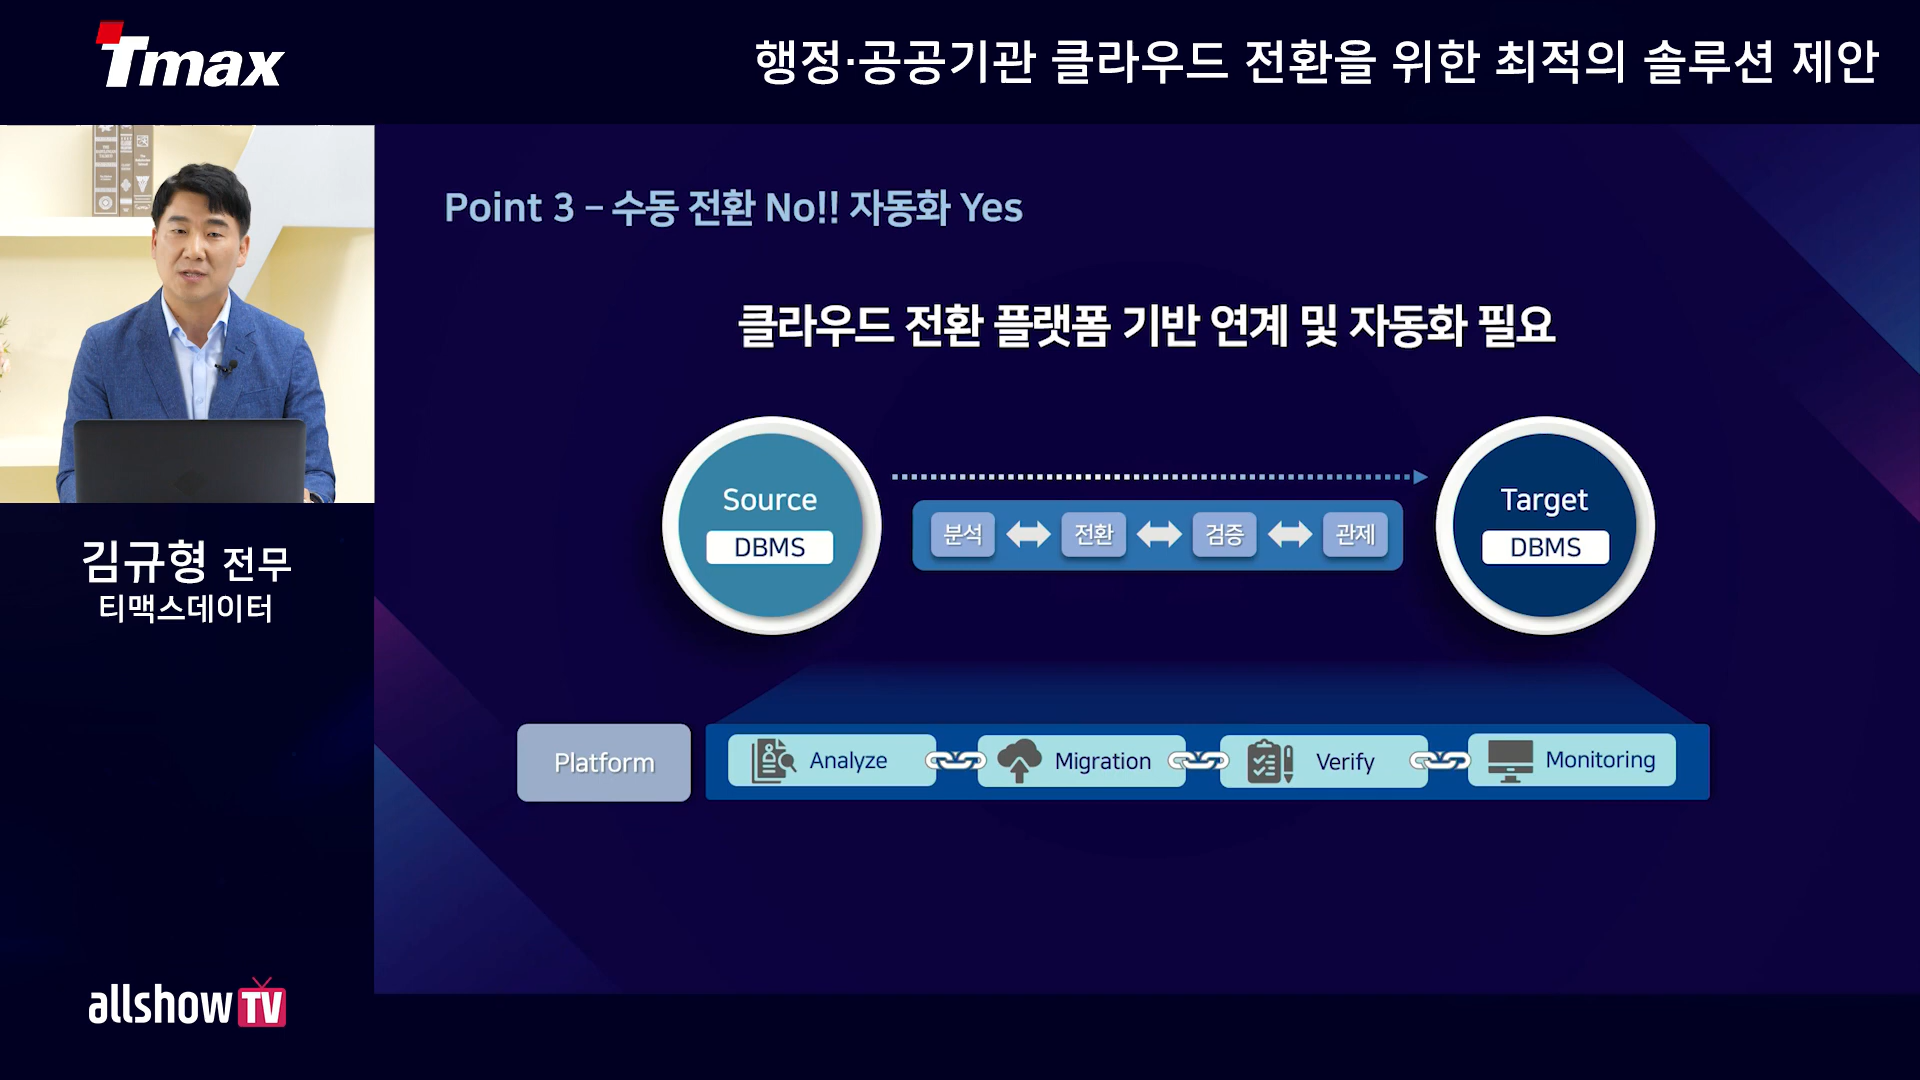 Tmax
행정·공공기관 클라우드 전환을 위한 최적의 솔루션 제안
Point 3 – 수동 전환 No!! 자동화 Yes
클라우드 전환 플랫폼 기반 연계 및 자동화 필요
Source
DBMS
분석
전환
검증
관제
Target
DBMS
김규형 전무
티맥스데이터
Platform
Analyze
Migration
Verify
Monitoring
allshow TV